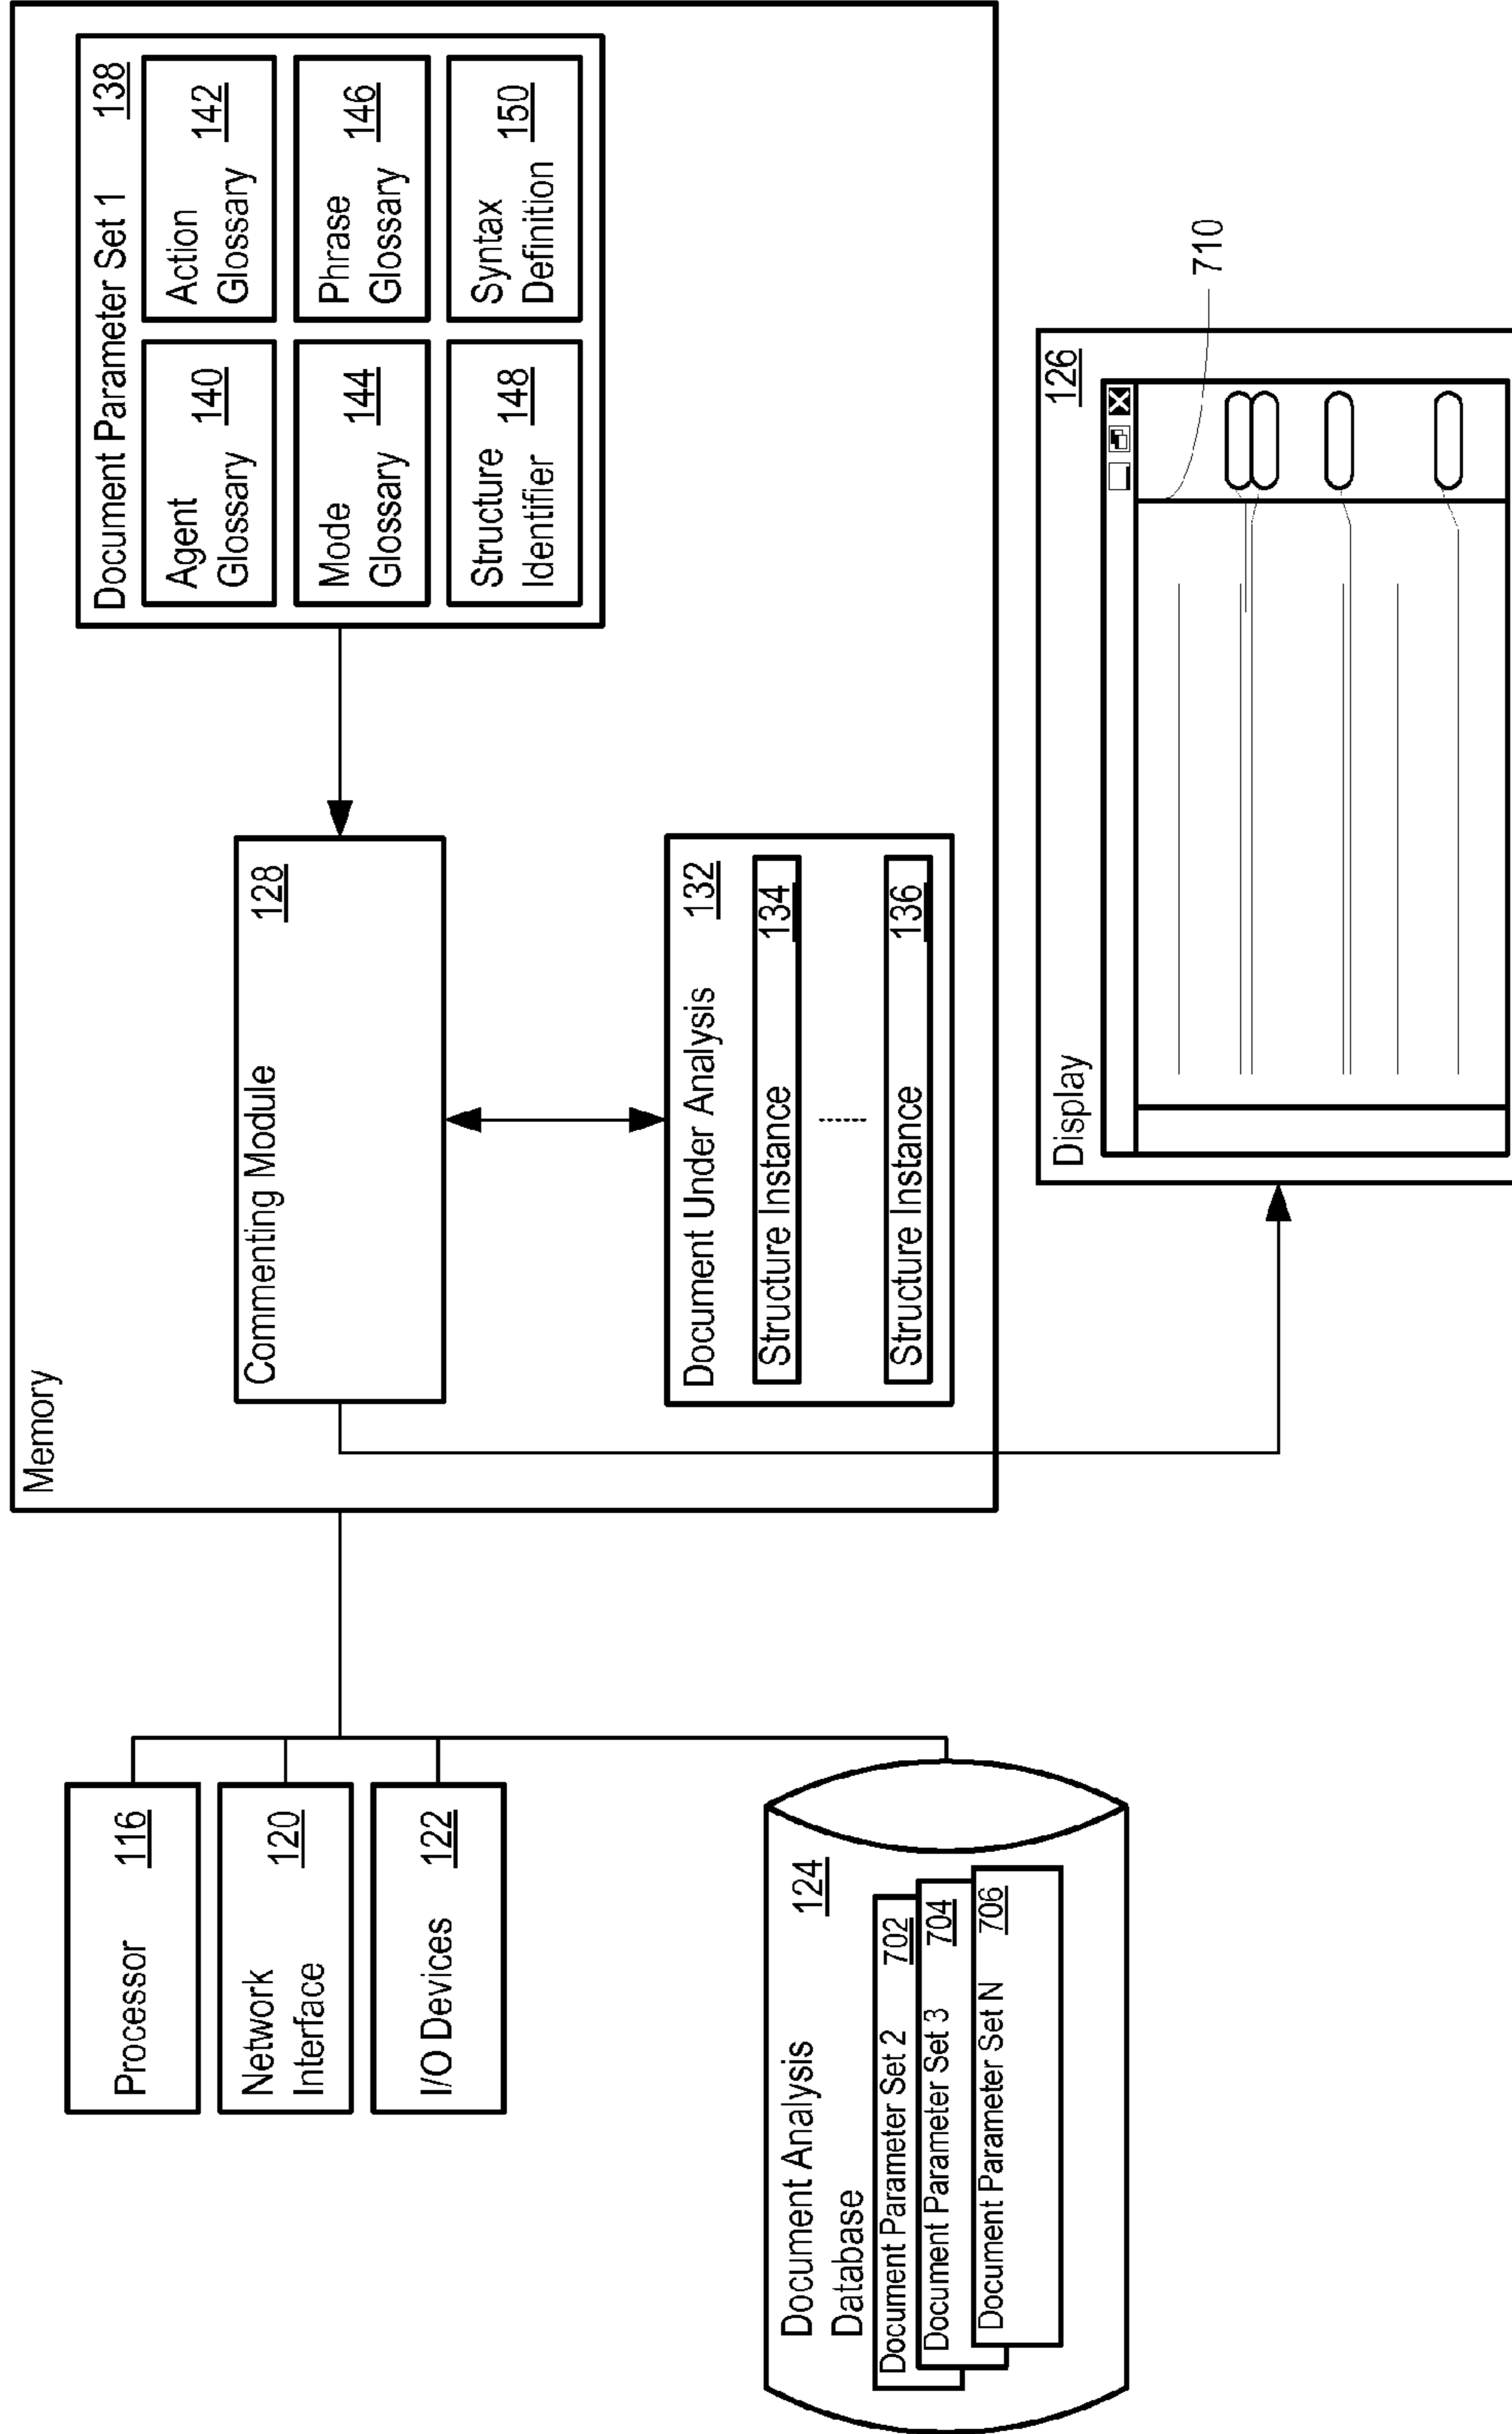 Processor 116
Network
Interface 120
I/O Devices 122
Document Analysis 124
Database
Document Parameter Set 2 702
Document Parameter Set 3 704
Document Parameter Set N 706
Memory
Commenting Module 128
Document Under Analysis 132
Structure Instance 134
Structure Instance 136
Document Parameter Set 1 138
Agent
Glossary 140
Action
Glossary 142
Mode
Glossary 144
Phrase
Glossary 146
Structure
Identifier 148
Syntax
Definition 150
Display 126
710